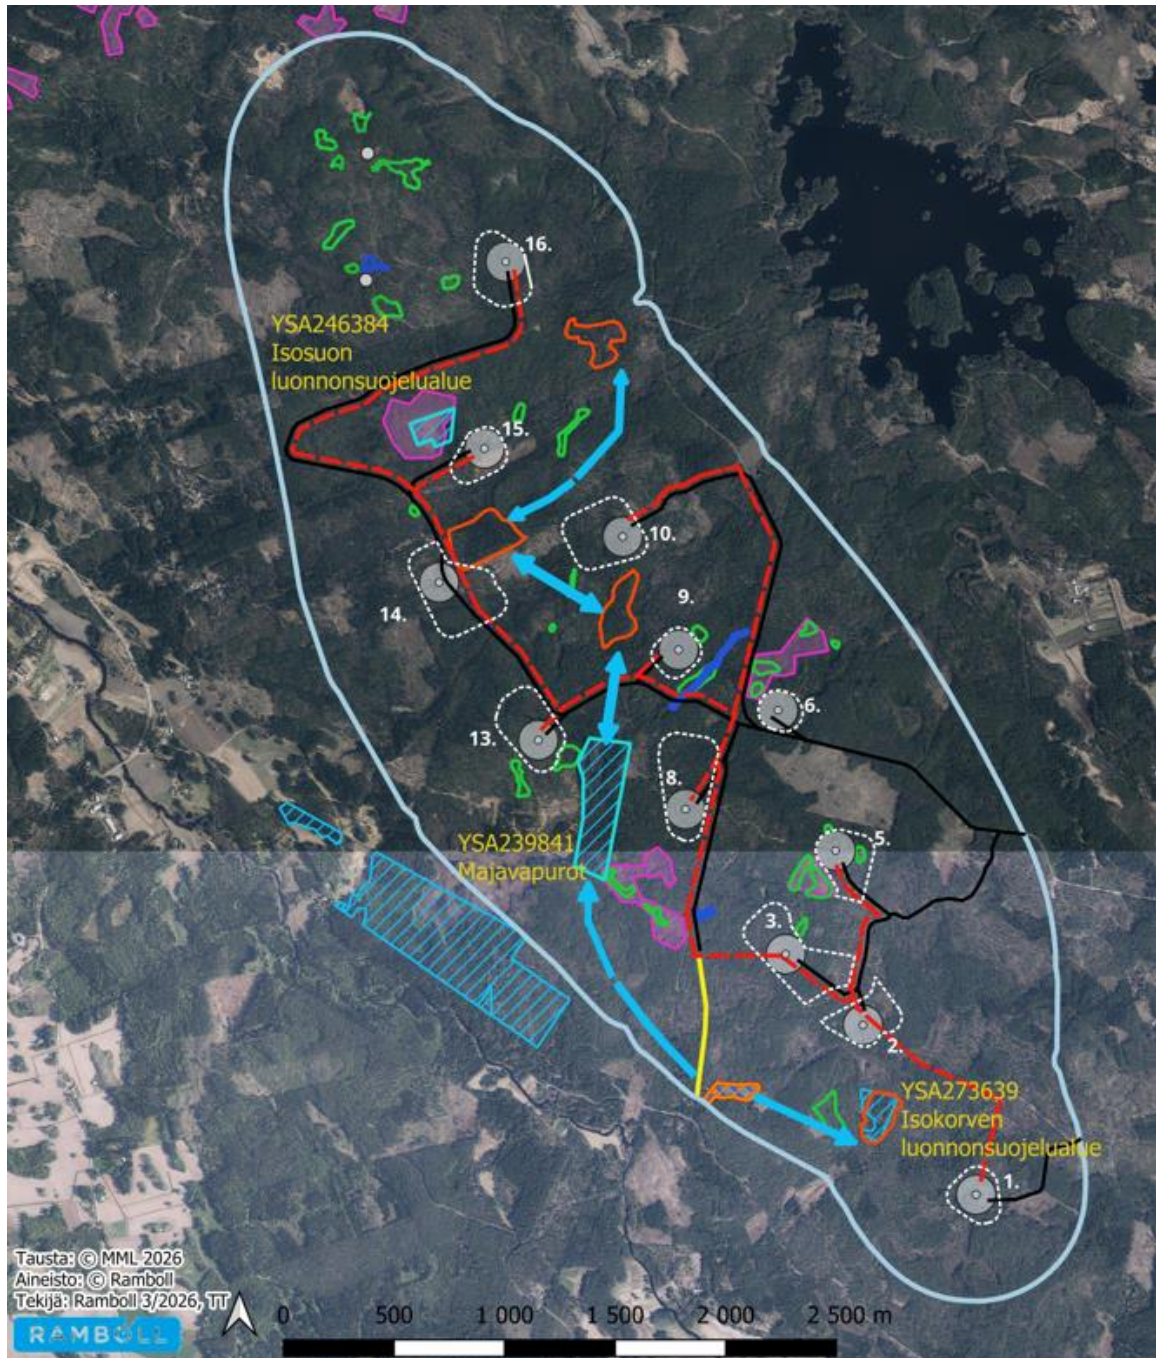 16.
YSA246384
Isosuon
luonnonsuojelualue
15.
10.
14.
9.
6.
13.
8.
YSA239841
Majavapurot
5.
3.
2.
YSA273639
Isokorven
luonnonsuojelualue
1.
Tausta: © MML 2026
Aineisto: © Ramboll
Tekijä: Ramboll 3/2026, TT
RAMBOLL
0 500 1 000 1 500 2 000 2 500 m